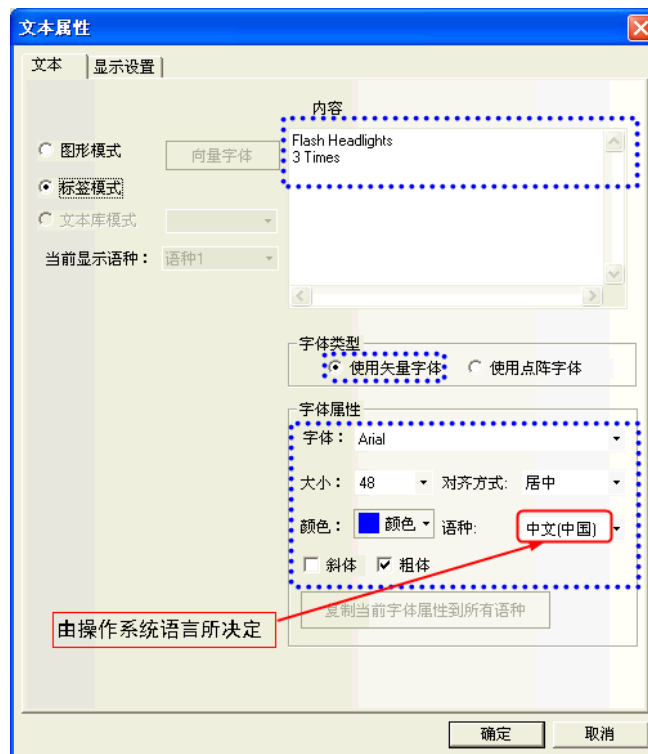 文本属性
文本
显示设置
内容
图形模式
向量字体
Flash Headlights
3 Times
标签模式
文本库模式
当前显示语种：
语种1
字体类型
使用矢量字体
使用点阵字体
字体属性
字体：
Arial
大小：
48
对齐方式:
居中
颜色：
颜色
语种:
中文(中国)
斜体
粗体
由操作系统语言所决定
复制当前字体属性到所有语种
确定
取消